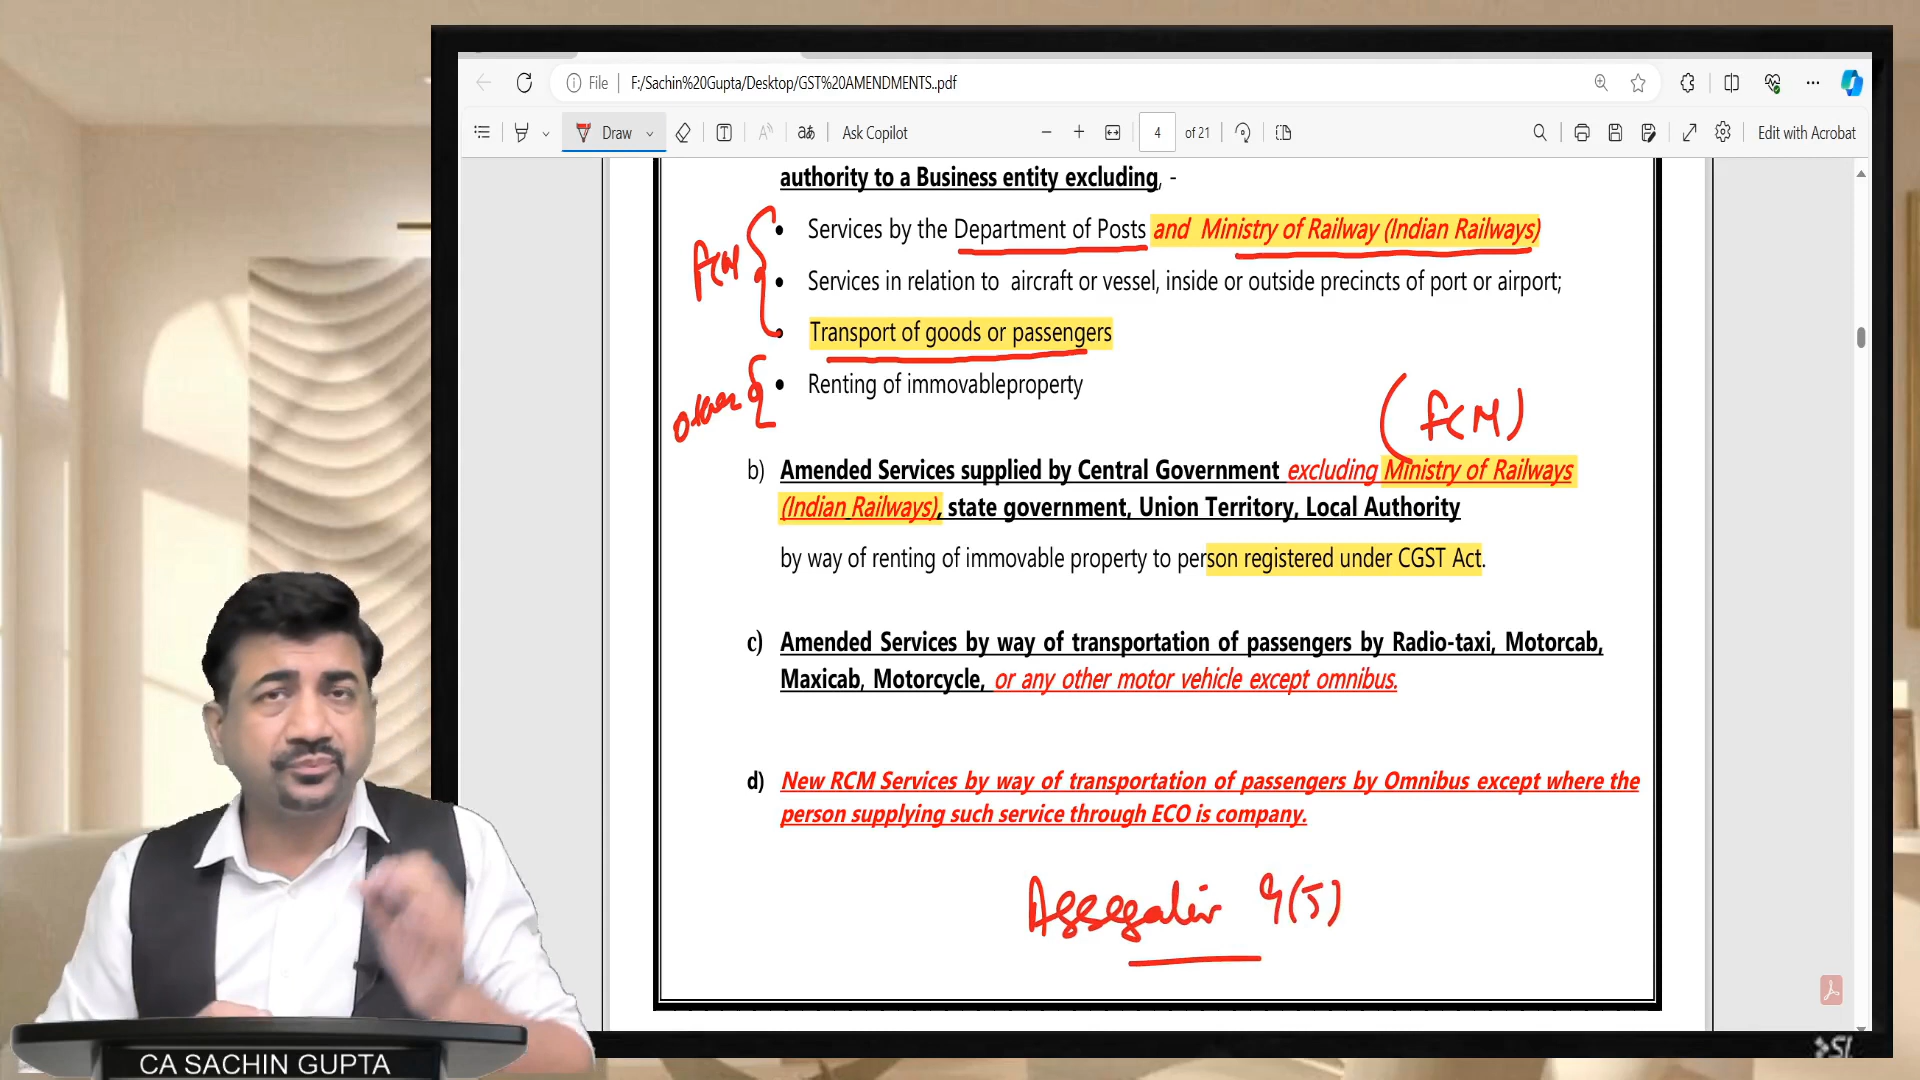 File F:/Sachin%20Gupta/Desktop/GST%20AMENDMENTS..pdf
Draw Ask Copilot 4 of 21 Edit with Acrobat
authority to a Business entity excluding, -
• Services by the Department of Posts and Ministry of Railway (Indian Railways)
FCM
• Services in relation to aircraft or vessel, inside or outside precincts of port or airport;
• Transport of goods or passengers
• Renting of immovableproperty
(FCM)
b) Amended Services supplied by Central Government excluding Ministry of Railways
(Indian Railways), state government, Union Territory, Local Authority
by way of renting of immovable property to person registered under CGST Act.
c) Amended Services by way of transportation of passengers by Radio-taxi, Motorcab,
Maxicab, Motorcycle, or any other motor vehicle except omnibus.
d) New RCM Services by way of transportation of passengers by Omnibus except where the
person supplying such service through ECO is company.
9(5)
CA SACHIN GUPTA